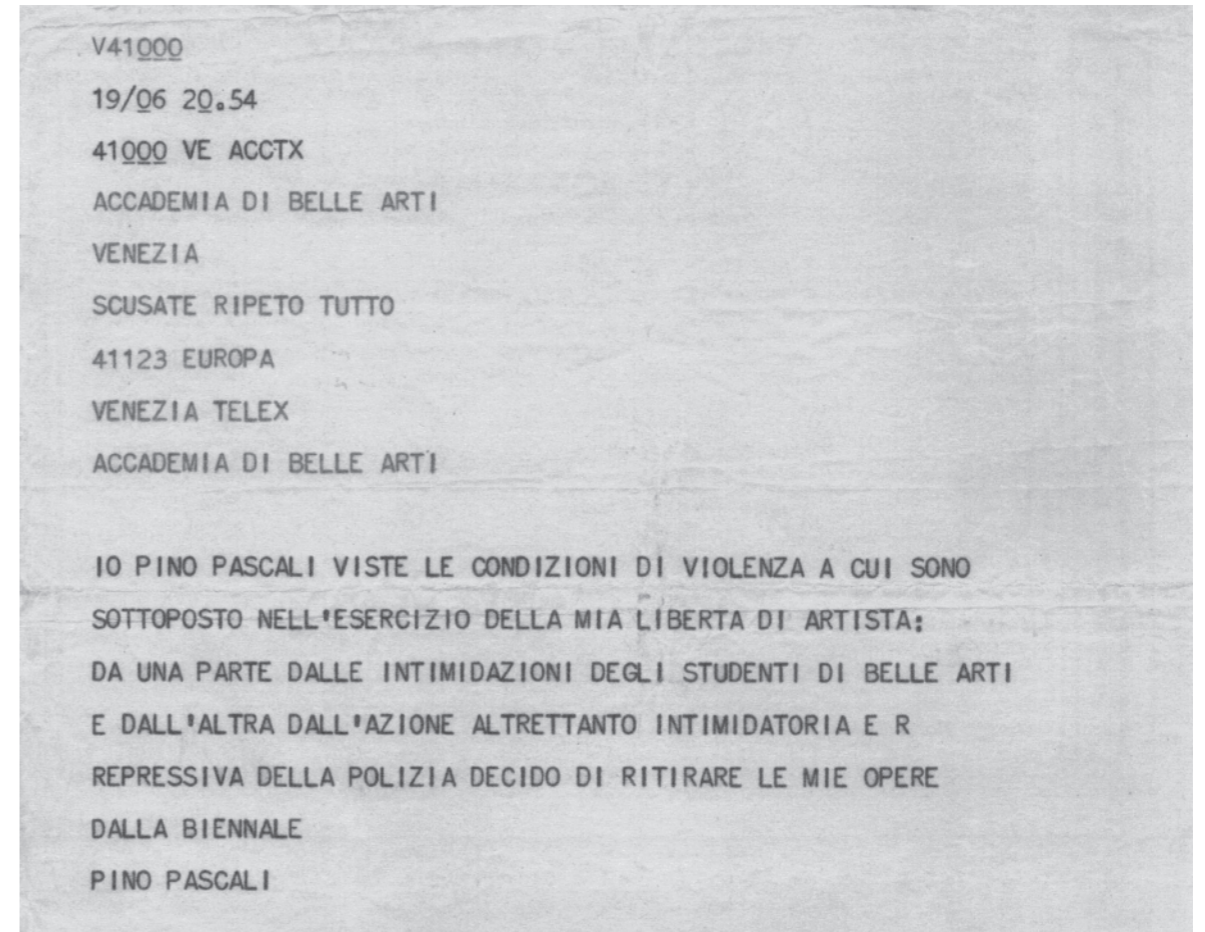 V41000
19/06 20.54
41000 VE ACCTX
ACCADEMIA DI BELLE ARTI
VENEZIA
SCUSATE RIPETO TUTTO
41123 EUROPA
VENEZIA TELEX
ACCADEMIA DI BELLE ARTI
IO PINO PASCALI VISTE LE CONDIZIONI DI VIOLENZA A CUI SONO
SOTTOPOSTO NELL'ESERCIZIO DELLA MIA LIBERTA DI ARTISTA:
DA UNA PARTE DALLE INTIMIDAZIONI DEGLI STUDENTI DI BELLE ARTI
E DALL'ALTRA DALL'AZIONE ALTRETTANTO INTIMIDATORIA E R
REPRESSIVA DELLA POLIZIA DECIDO DI RITIRARE LE MIE OPERE
DALLA BIENNALE
PINO PASCALI